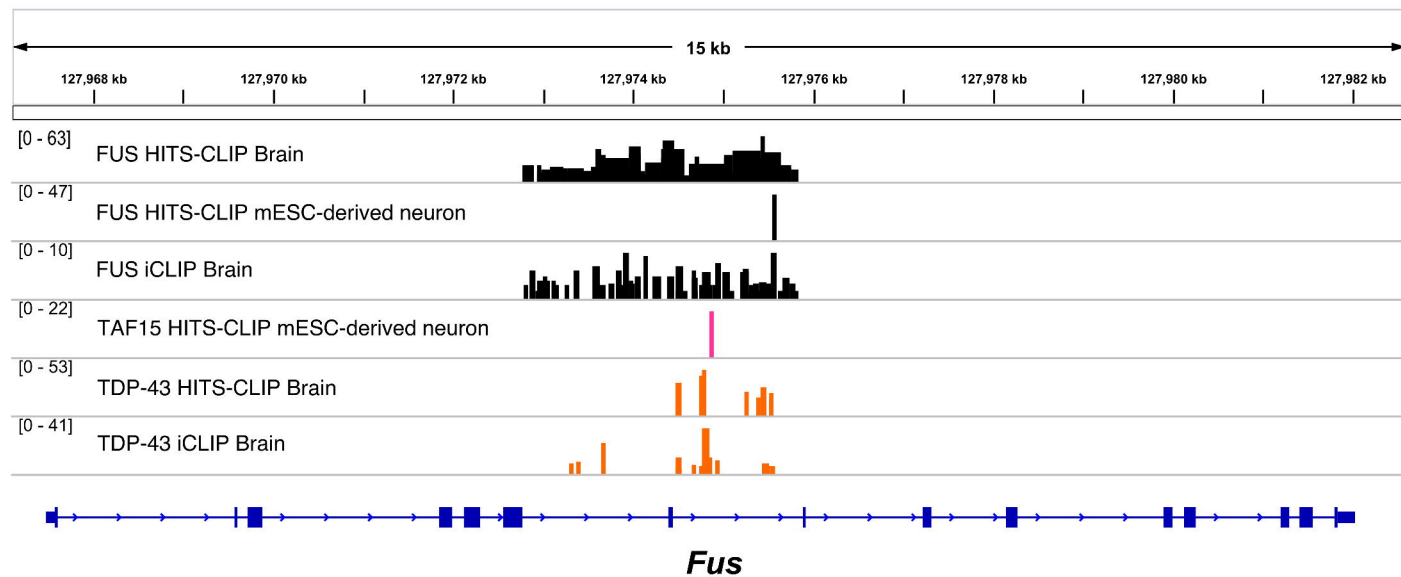 15 kb
127,968 kb 127,970 kb 127,972 kb 127,974 kb 127,976 kb 127,978 kb 127,980 kb 127,982 kb
[0 - 63]
FUS HITS-CLIP Brain
[0 - 47]
FUS HITS-CLIP mESC-derived neuron
[0 - 10]
FUS iCLIP Brain
[0 - 22]
TAF15 HITS-CLIP mESC-derived neuron
[0 - 53]
TDP-43 HITS-CLIP Brain
[0 - 41]
TDP-43 iCLIP Brain
Fus